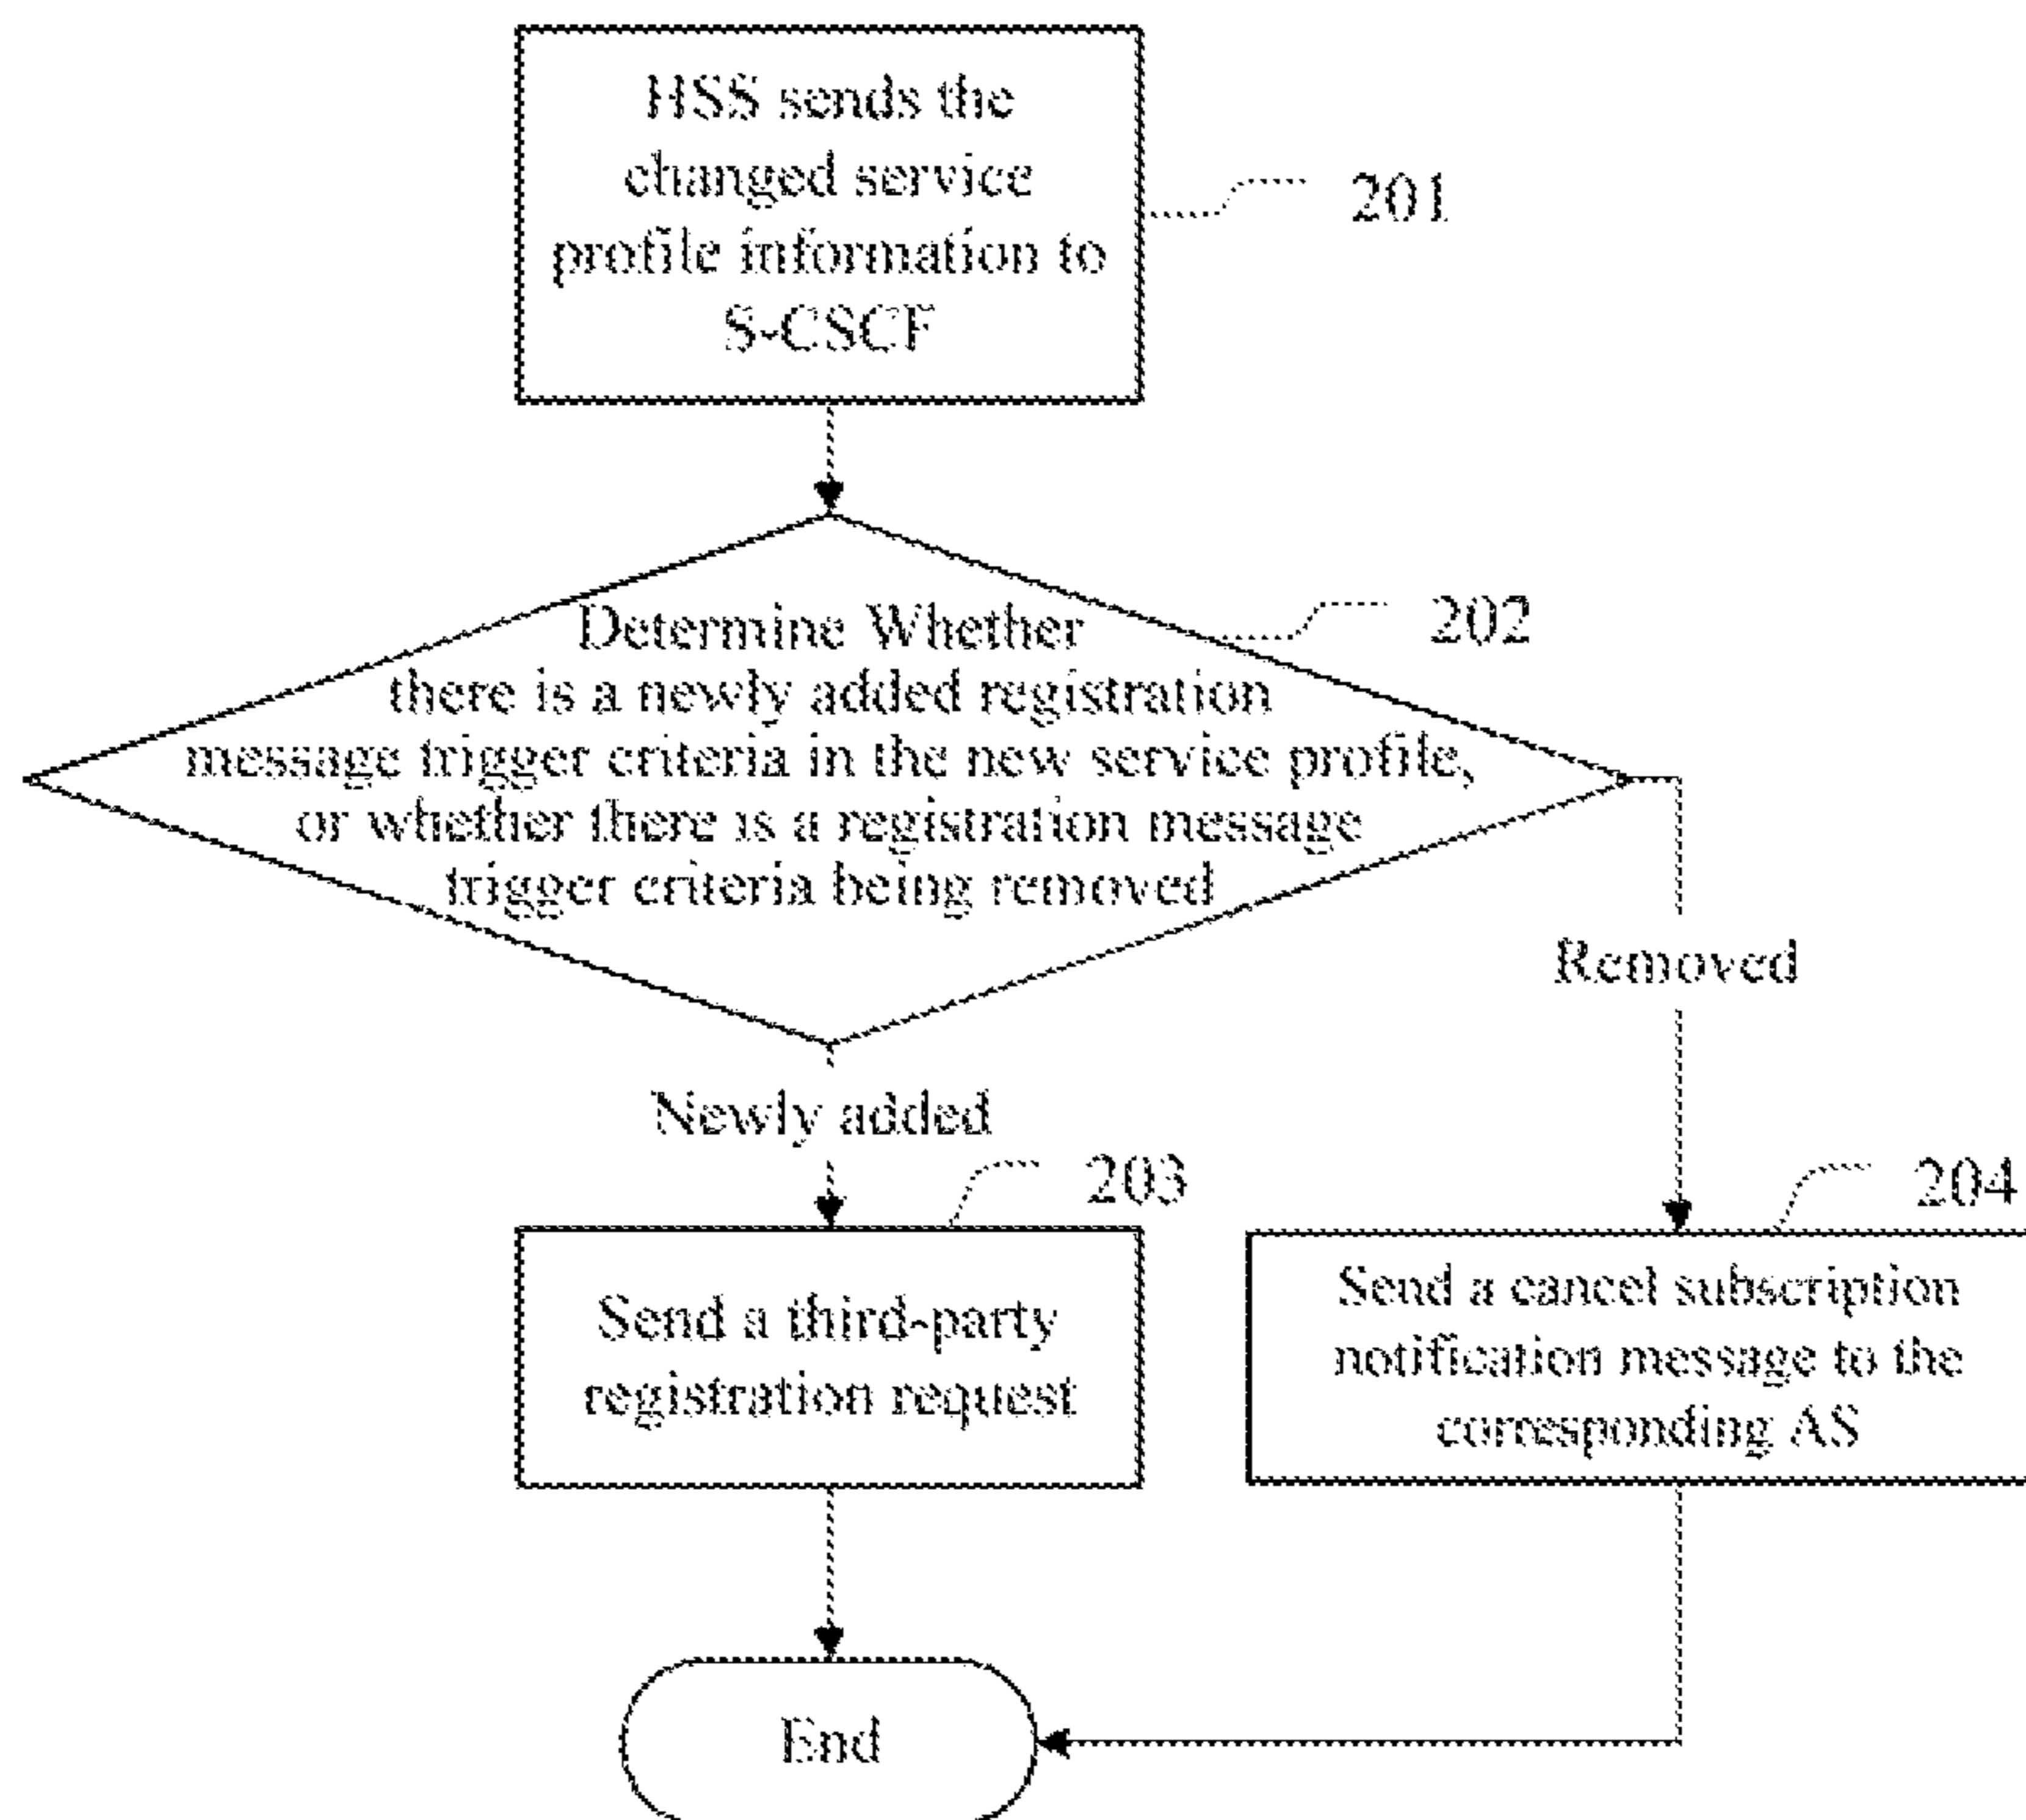 HSS sends the
changed service
profile information to
S-CSCF
201
Determine Whether
there is a newly added registration
message trigger criteria in the new service profile,
or whether there is a registration message
trigger criteria being removed
202
Removed
Newly added
203
Send a third-party
registration request
204
Send a cancel subscription
notification message to the
corresponding AS
End